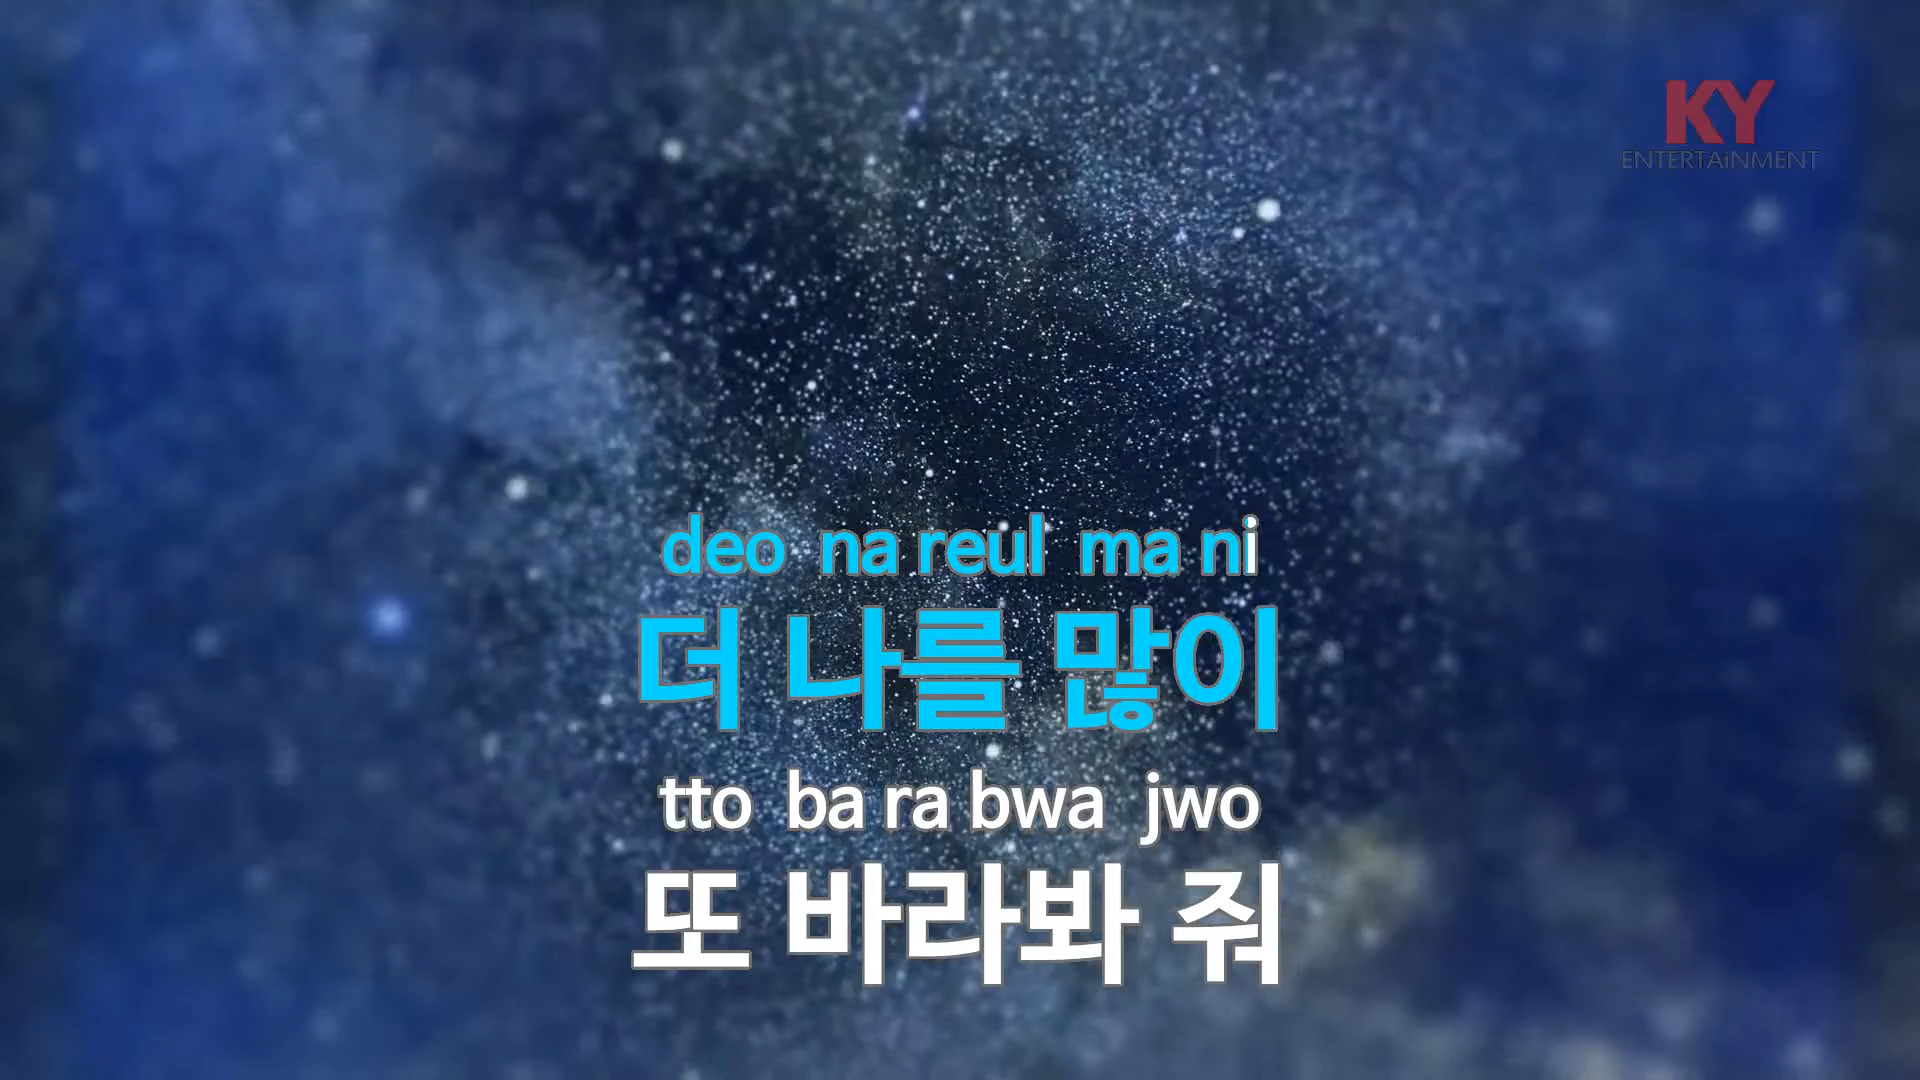 KY
ENTERTAiNMENT
deo na reul ma ni
더 나를 많이
tto ba ra bwa jwo
또 바라봐 줘